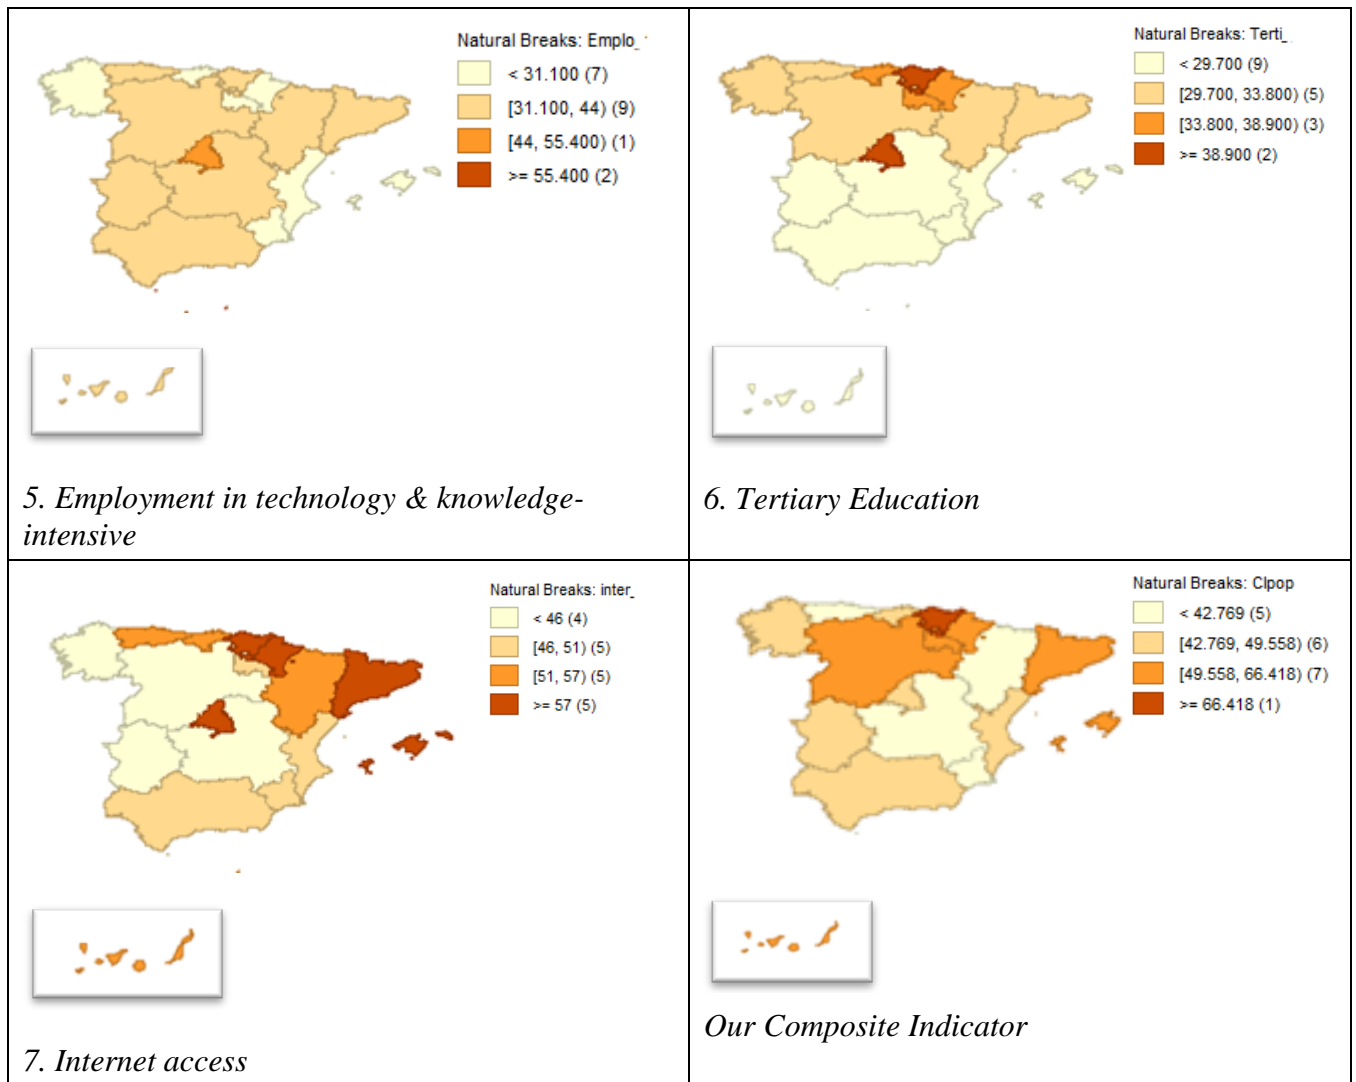 Natural Breaks: Emplo_
< 31.100 (7)
[31.100, 44) (9)
[44, 55.400) (1)
>= 55.400 (2)
5. Employment in technology & knowledge-
intensive
Natural Breaks: Terti_
< 29.700 (9)
[29.700, 33.800) (5)
[33.800, 38.900) (3)
>= 38.900 (2)
6. Tertiary Education
Natural Breaks: inter_
< 46 (4)
[46, 51) (5)
[51, 57) (5)
>= 57 (5)
7. Internet access
Natural Breaks: CIpop
< 42.769 (5)
[42.769, 49.558) (6)
[49.558, 66.418) (7)
>= 66.418 (1)
Our Composite Indicator